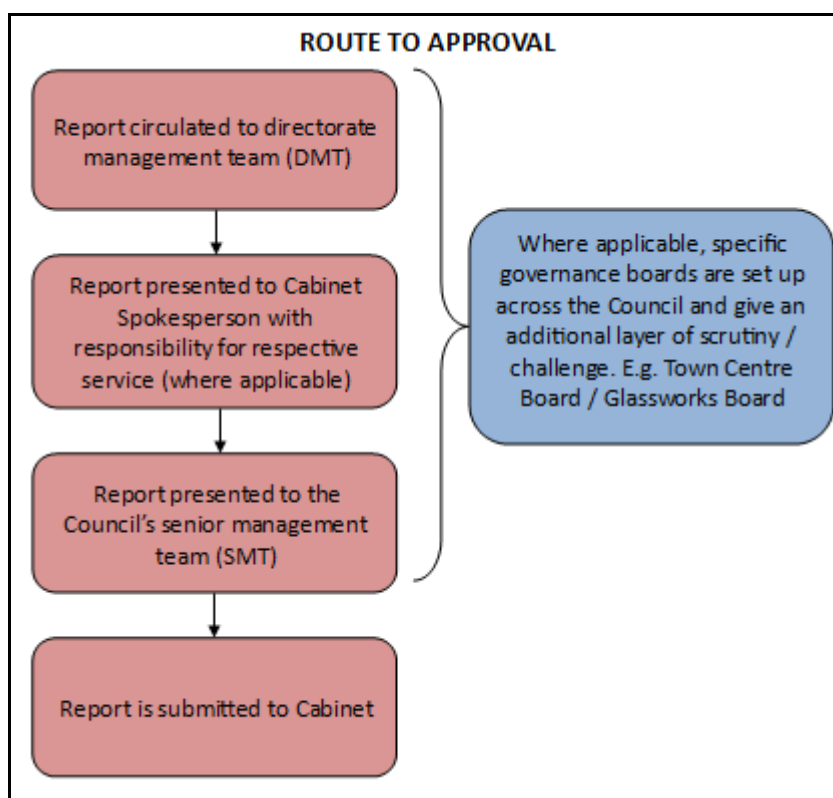 ROUTE TO APPROVAL
Report circulated to directorate
management team (DMT)
Report presented to Cabinet
Spokesperson with
responsibility for respective
service (where applicable)
Report presented to the
Council’s senior management
team (SMT)
Report is submitted to Cabinet
Where applicable, specific
governance boards are set up
across the Council and give an
additional layer of scrutiny /
challenge. E.g. Town Centre
Board / Glassworks Board